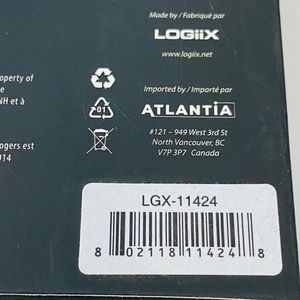 Made by / Fabriqué par
LOGiiX
www.logiix.net
operty of
e
NH et à
ogers est
014
01
Imported by / Importé par
ATLANTIA
#121 – 949 West 3rd St
North Vancouver, BC
V7P 3P7 Canada
LGX-11424
8 02118 11424 8